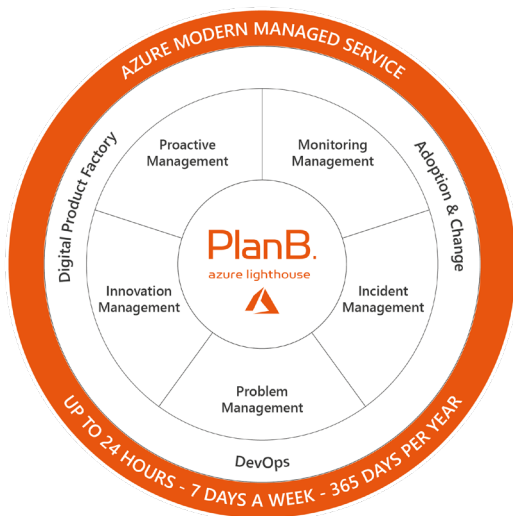 AZURE MODERN MANAGED SERVICE
Digital Product Factory
Adoption & Change
Proactive
Management
Monitoring
Management
PlanB.
azure lighthouse
Innovation
Management
Incident
Management
Problem
Management
DevOps
UP TO 24 HOURS - 7 DAYS A WEEK - 365 DAYS PER YEAR